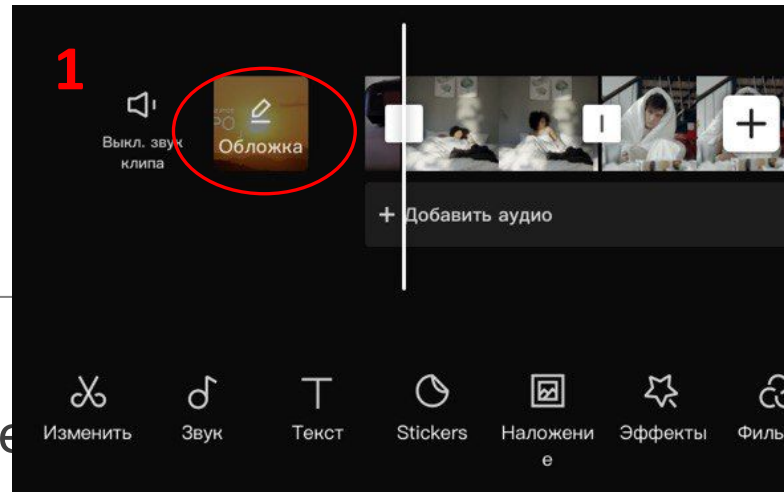 1
Выкл. звук
клипа
Обложка
+ Добавить аудио
Изменить
Звук
Текст
Stickers
Наложени
е
Эффекты